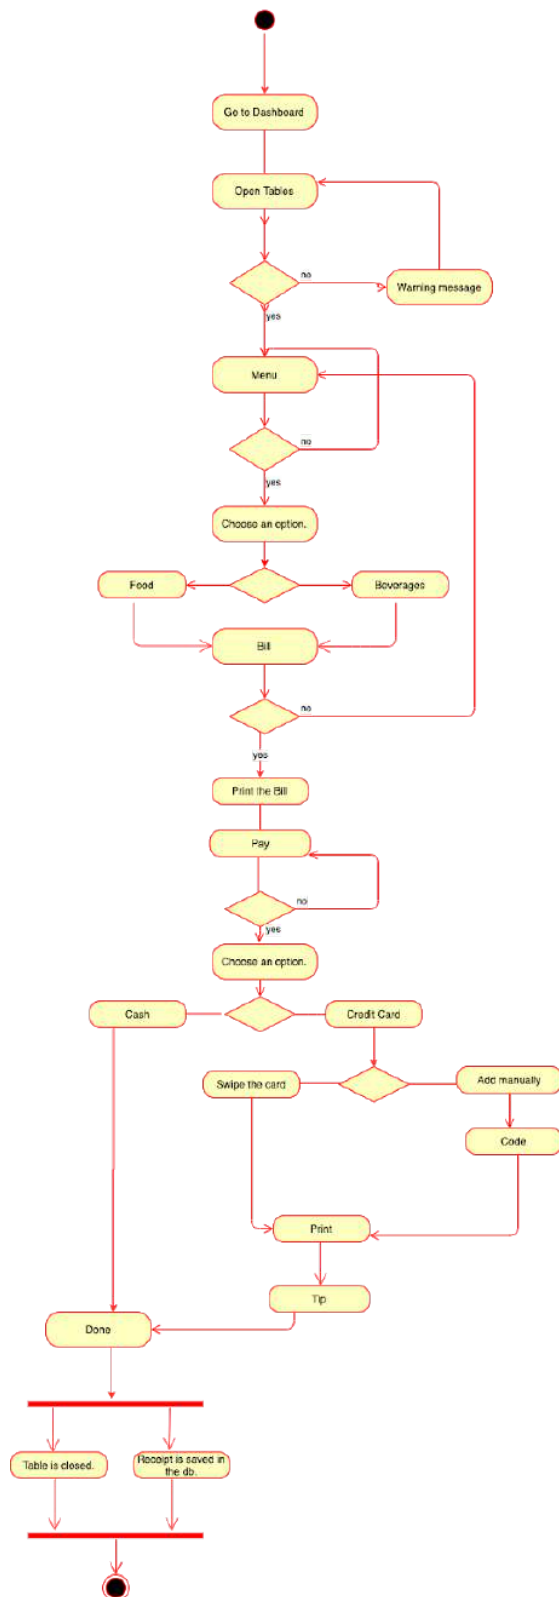 Go to Dashboard
Open Tables
no
Warning message
yes
Menu
no
yes
Choose an option.
Food
Beverages
Bill
no
yes
Print the Bill
Pay
no
yes
Choose an option.
Cash
Credit Card
Swipe the card
Add manually
Code
Print
Tip
Done
Table is closed.
Receipt is saved in
the db.